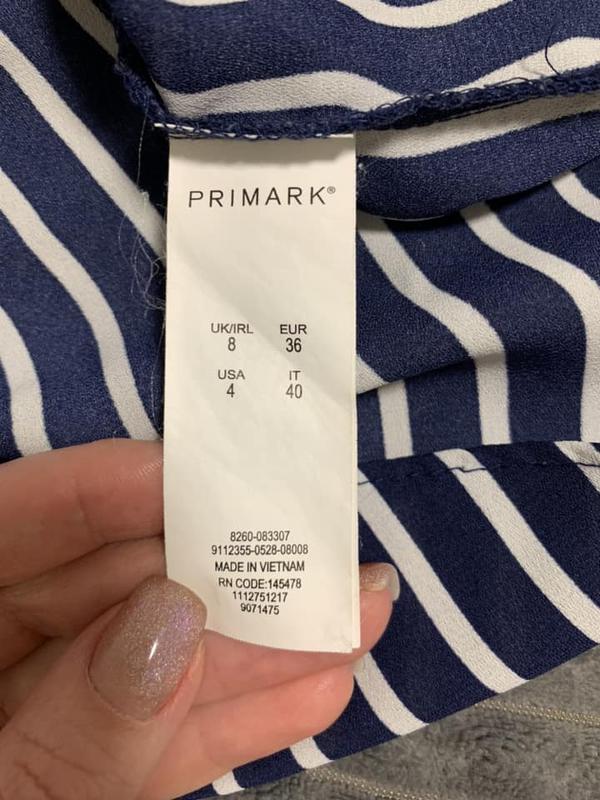 PRIMARK®
UK/IRL EUR
8 36
USA IT
4 40
8260-083307
9112355-0528-08008
MADE IN VIETNAM
RN CODE:145478
1112751217
9071475